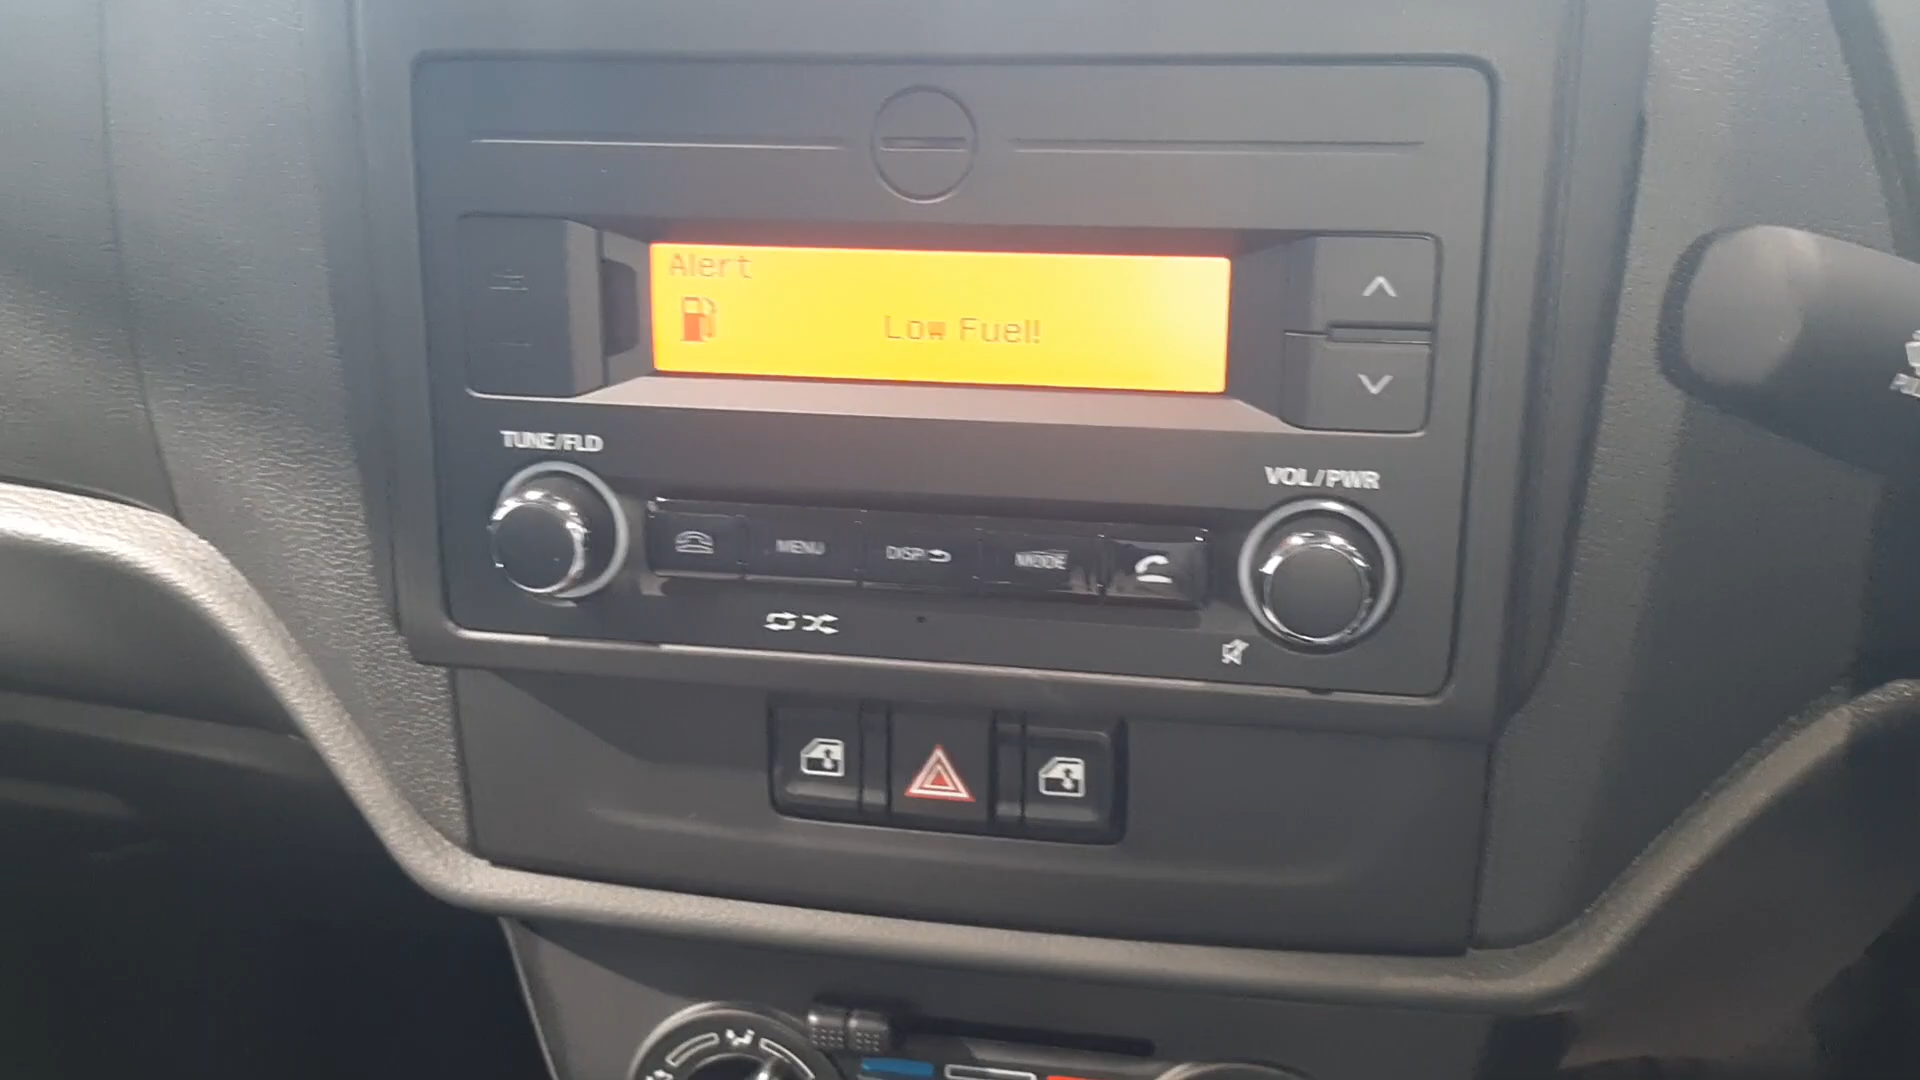 Alert
Low Fuel!
TUNE/FLD
VOL/PWR
MENU
DISP
MODE